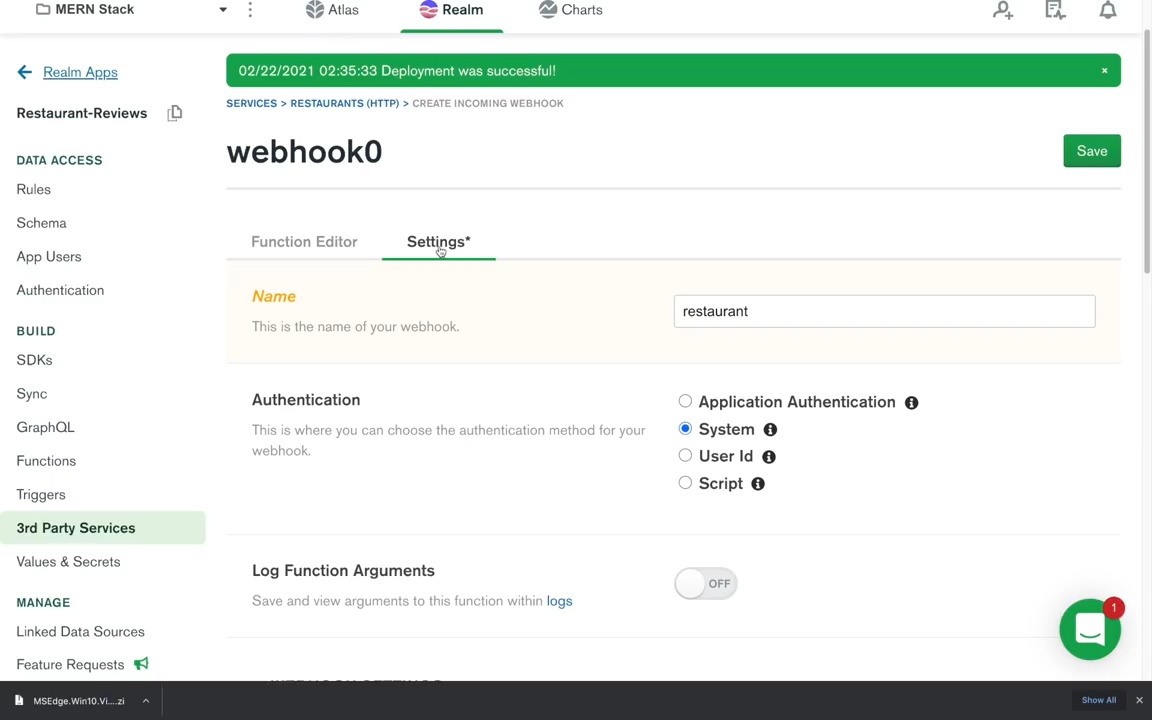 MERN Stack
Atlas
Realm
Charts
Realm Apps
02/22/2021 02:35:33 Deployment was successful!
×
SERVICES > RESTAURANTS (HTTP) > CREATE INCOMING WEBHOOK
Restaurant-Reviews
webhook0
Save
DATA ACCESS
Rules
Schema
App Users
Authentication
BUILD
SDKs
Sync
GraphQL
Functions
Triggers
3rd Party Services
Values & Secrets
MANAGE
Linked Data Sources
Feature Requests
Function Editor
Settings*
Name
This is the name of your webhook.
restaurant
Authentication
This is where you can choose the authentication method for your
webhook.
Application Authentication
System
User Id
Script
Log Function Arguments
Save and view arguments to this function within logs
OFF
1
MSEdge.Win10.Vi....zi
Show All